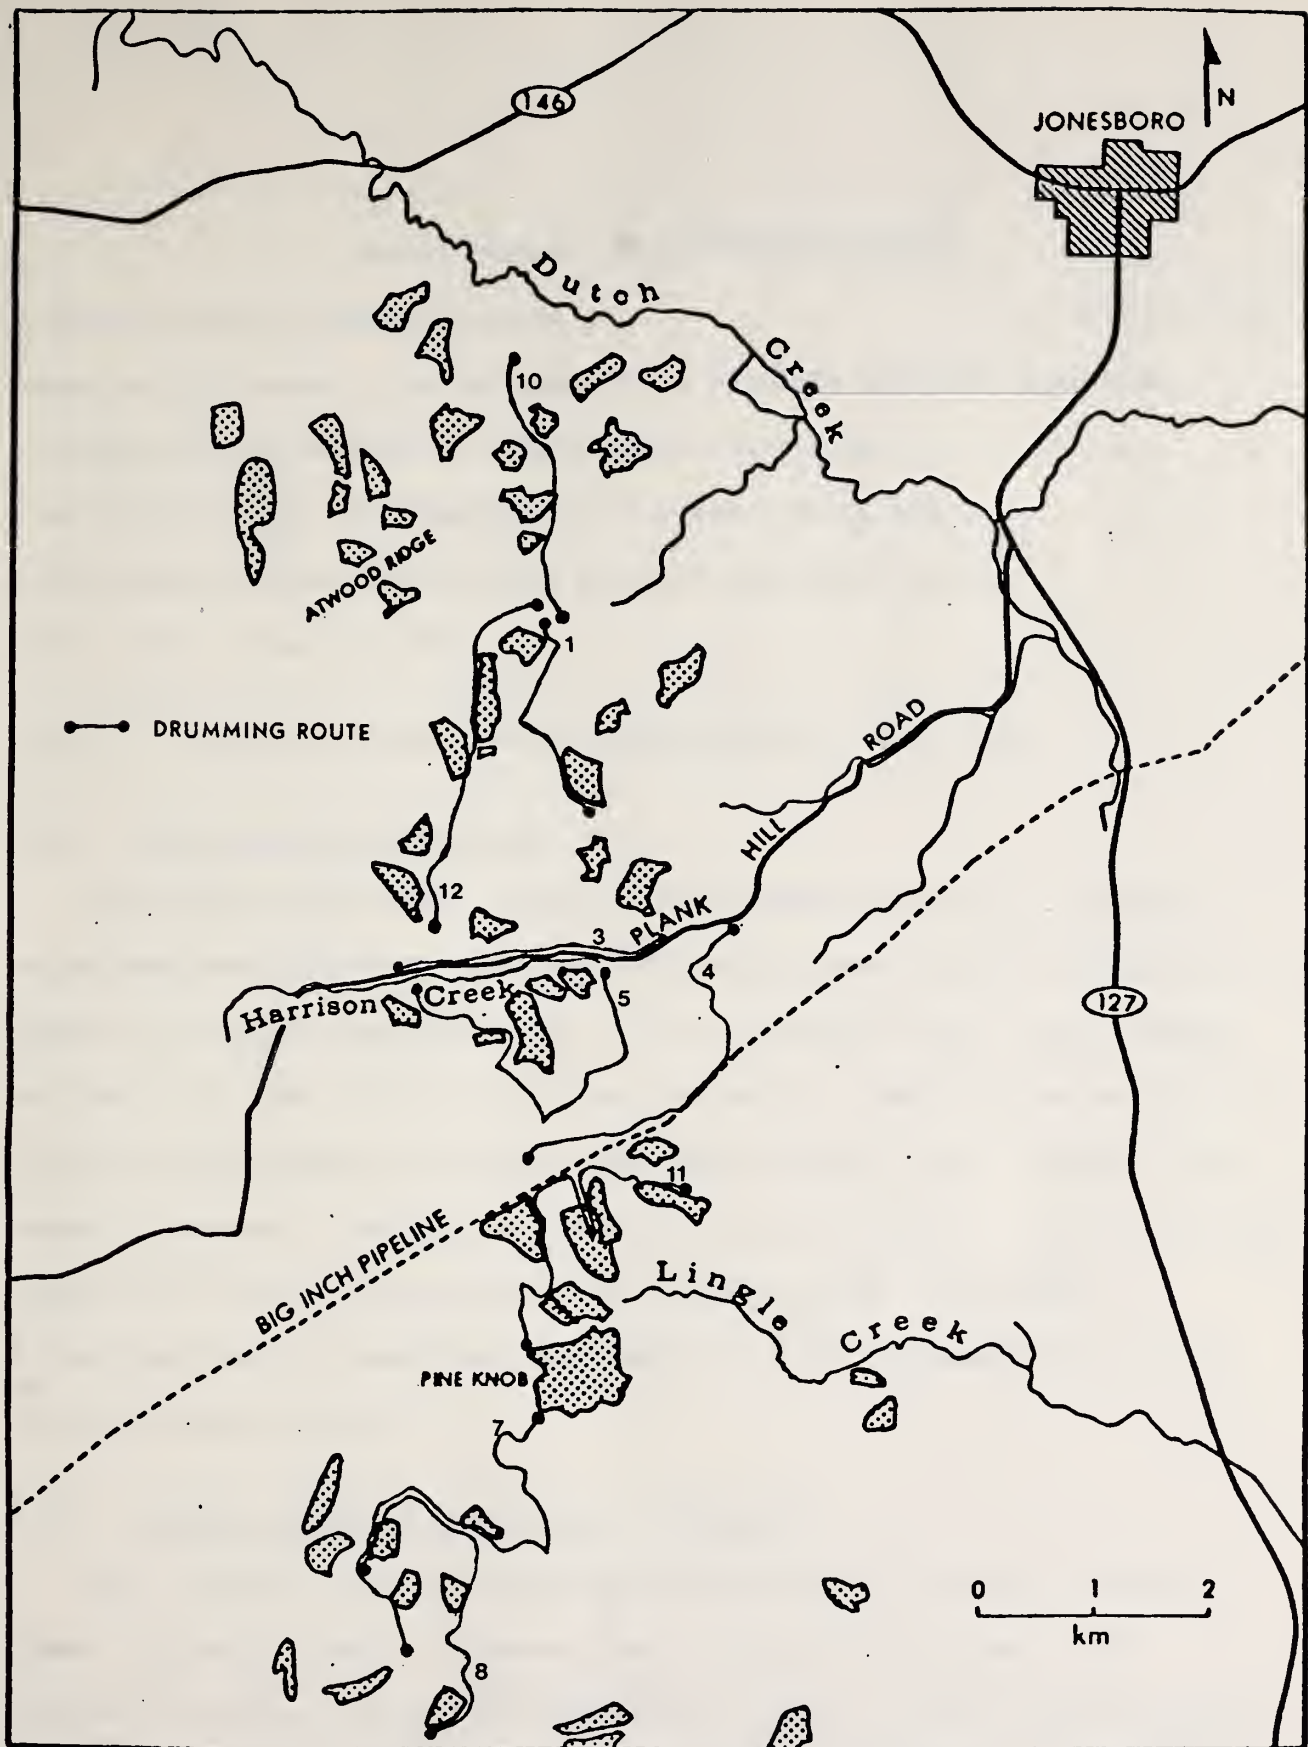 146
N
JONESBORO
Dutch Creek
10
ATWOOD RIDGE
1
DRUMMING ROUTE
PLANK HILL ROAD
12
3
4
5
Harrison Creek
127
11
BIG INCH PIPELINE
Lingle Creek
PINE KNOB
7
0 1 2
km
8